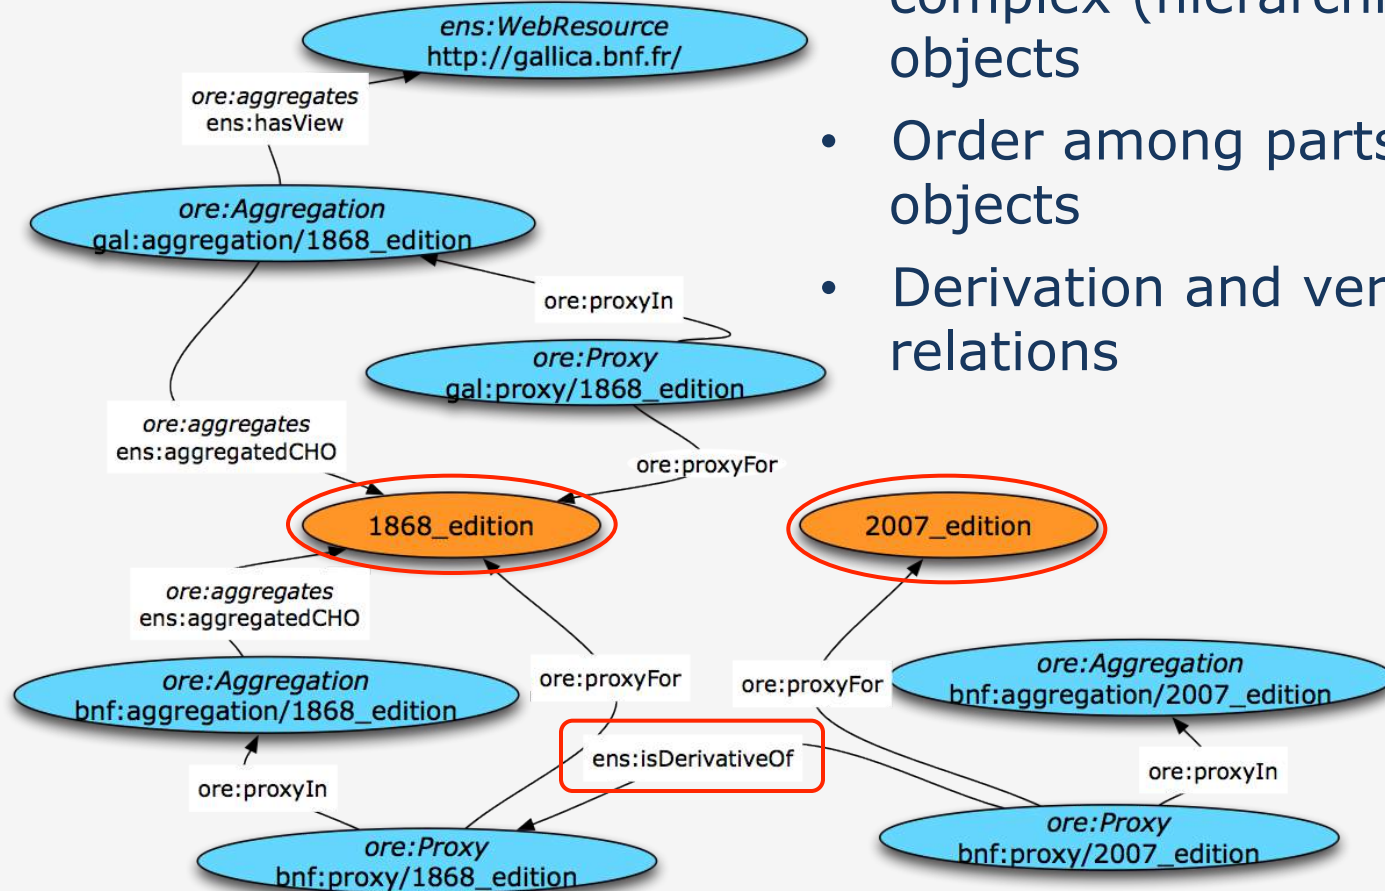 complex
objects
• Order among parts
objects
• Derivation and
relations
ens:WebResource
http://gallica.bnf.fr/
ore:aggregates
ens:hasView
ore:Aggregation
gal:aggregation/1868_edition
ore:proxyIn
ore:Proxy
gal:proxy/1868_edition
ore:aggregates
ens:aggregatedCHO
ore:proxyFor
1868_edition
2007_edition
ore:aggregates
ens:aggregatedCHO
ore:Aggregation
bnf:aggregation/1868_edition
ore:proxyFor
ore:proxyFor
ore:Aggregation
bnf:aggregation/2007_edition
ens:isDerivativeOf
ore:proxyIn
ore:proxyIn
ore:Proxy
bnf:proxy/1868_edition
ore:Proxy
bnf:proxy/2007_edition